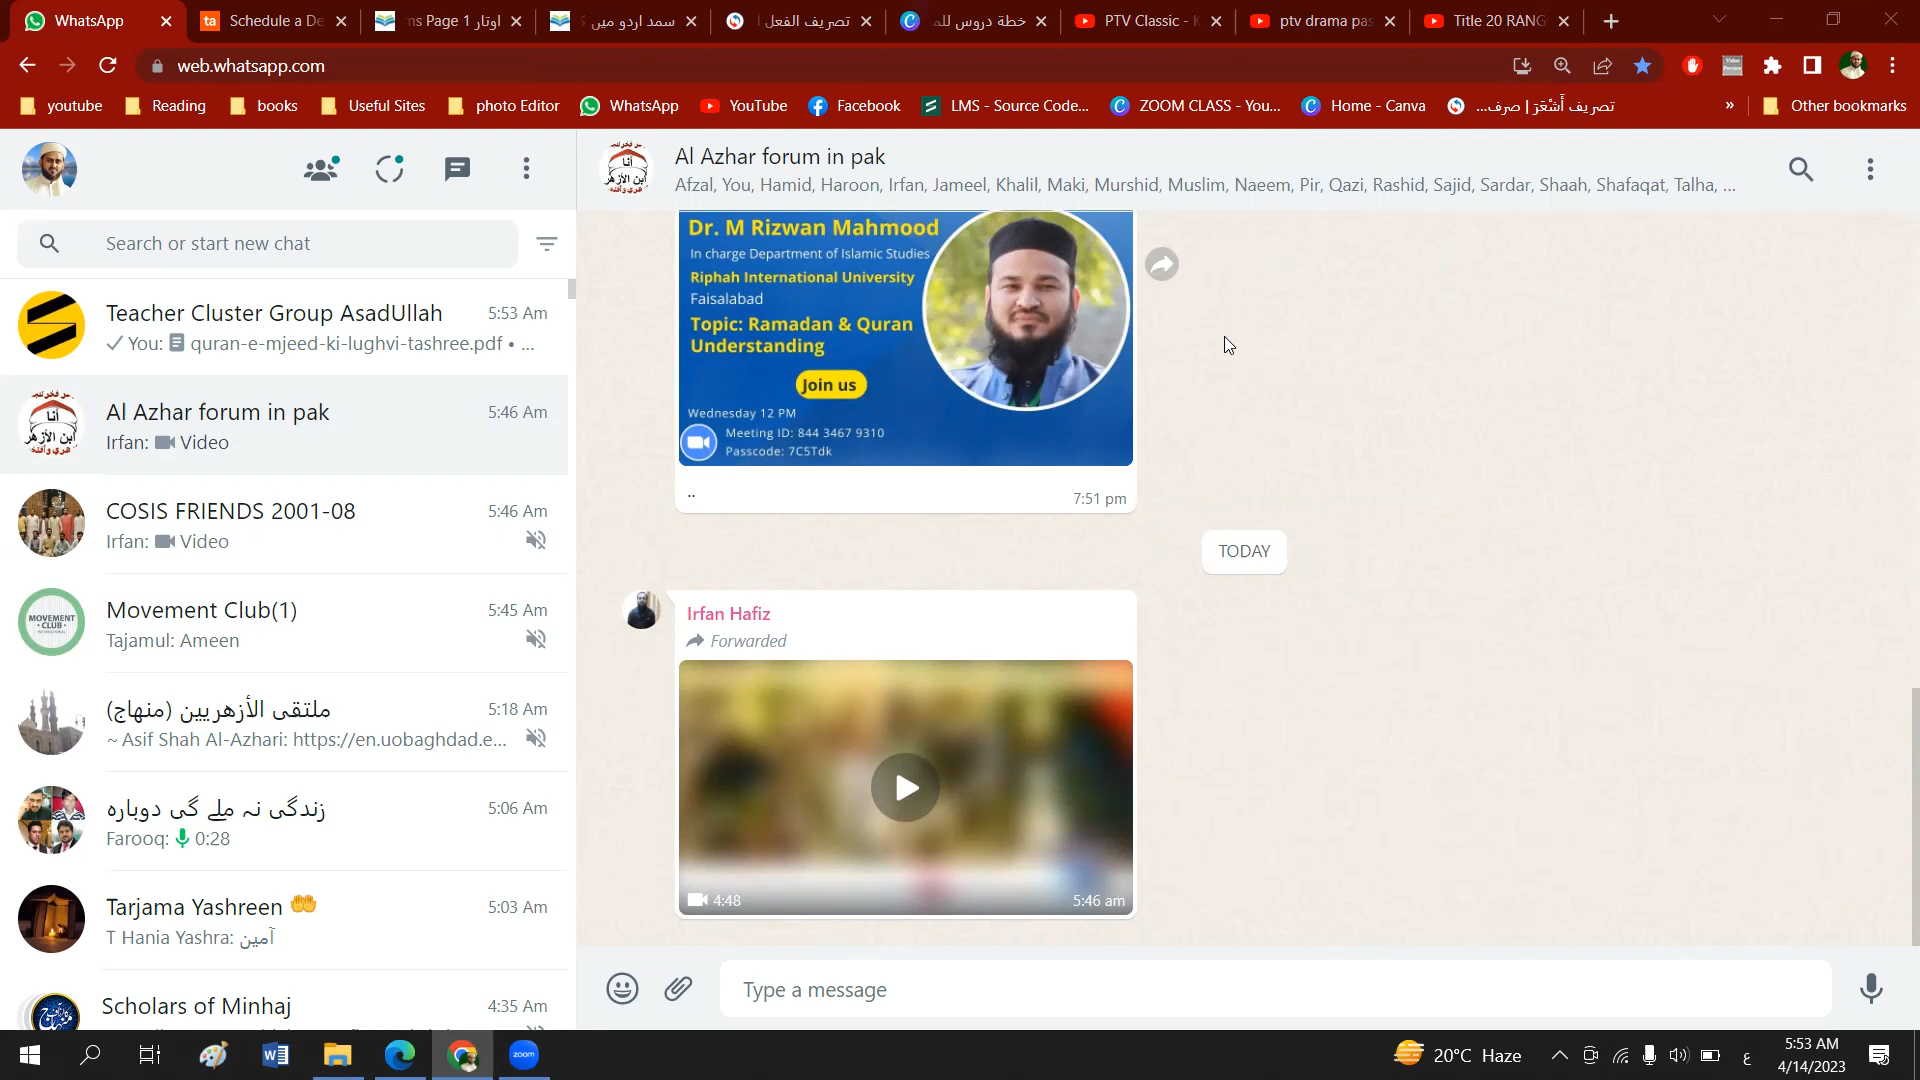 WhatsApp
Schedule a De
ms Page 1 اوتار
سمد اردو میں
تصريف الفعل
خطة دروس للم
PTV Classic -
ptv drama pas
Title 20 RANG
web.whatsapp.com
youtube
Reading
books
Useful Sites
photo Editor
WhatsApp
YouTube
Facebook
LMS - Source Code...
ZOOM CLASS - You...
Home - Canva
تصريف أَشْعَرَ | صرف...
»
Other bookmarks
Al Azhar forum in pak
Afzal, You, Hamid, Haroon, Irfan, Jameel, Khalil, Maki, Murshid, Muslim, Naeem, Pir, Qazi, Rashid, Sajid, Sardar, Shaah, Shafaqat, Talha, ...
Search or start new chat
Teacher Cluster Group AsadUllah
5:53 Am
You: quran-e-mjeed-ki-lughvi-tashree.pdf • ...
Al Azhar forum in pak
5:46 Am
Irfan: Video
COSIS FRIENDS 2001-08
5:46 Am
Irfan: Video
MOVEMENT
CLUB
Movement Club(1)
5:45 Am
Tajamul: Ameen
ملتقى الأزهريين (منهاج)
5:18 Am
~ Asif Shah Al-Azhari: https://en.uobaghdad.e...
زندگی نہ ملے گی دوبارہ
5:06 Am
Farooq: 0:28
Tarjama Yashreen
5:03 Am
T Hania Yashra: آمین
Scholars of Minhaj
4:35 Am
Dr. M Rizwan Mahmood
In charge Department of Islamic Studies
Riphah International University
Faisalabad
Topic: Ramadan & Quran
Understanding
Join us
Wednesday 12 PM
Meeting ID: 844 3467 9310
Passcode: 7C5Tdk
..
7:51 pm
TODAY
Irfan Hafiz
Forwarded
4:48
5:46 am
Type a message
zoom
20°C Haze
ع
5:53 AM
4/14/2023